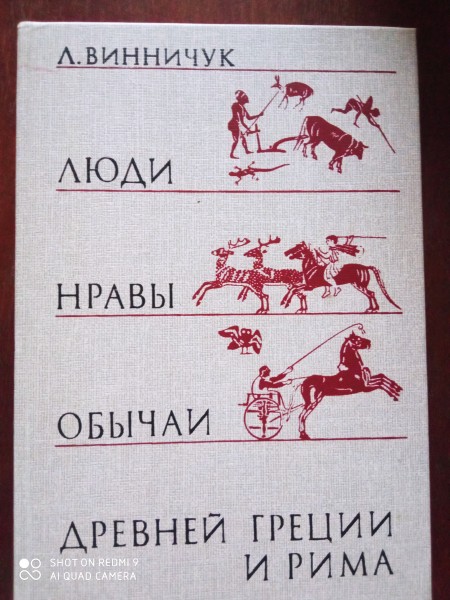 Л. ВИННИЧУК
ЛЮДИ
НРАВЫ
ОБЫЧАИ
ДРЕВНЕЙ ГРЕЦИИ
И РИМА
SHOT ON REDMI 9
AI QUAD CAMERA